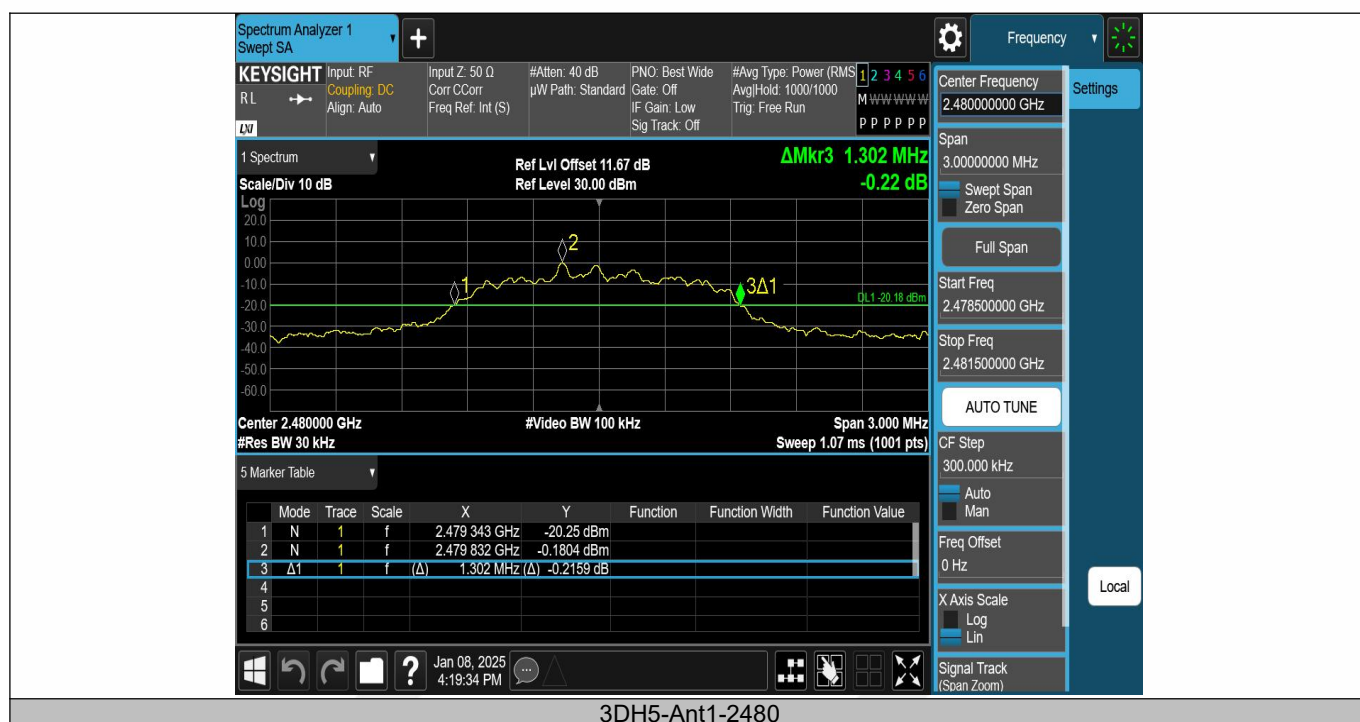 Spectrum Analyzer 1
Swept SA
+
Frequency
KEYSIGHT
RL
LXI
Input: RF
Coupling: DC
Align: Auto
Input Z: 50 Ω
Corr CCorr
Freq Ref: Int (S)
#Atten: 40 dB
µW Path: Standard
PNO: Best Wide
Gate: Off
IF Gain: Low
Sig Track: Off
#Avg Type: Power (RMS
Avg|Hold: 1000/1000
Trig: Free Run
1 2 3 4 5 6
M W W W W W
P P P P P P
1 Spectrum
Scale/Div 10 dB
Ref Lvl Offset 11.67 dB
Ref Level 30.00 dBm
ΔMkr3 1.302 MHz
-0.22 dB
Log
20.0
10.0
0.00
-10.0
-20.0
-30.0
-40.0
-50.0
-60.0
2
1
3Δ1
DL1 -20.18 dBm
Center 2.480000 GHz
#Video BW 100 kHz
Span 3.000 MHz
#Res BW 30 kHz
Sweep 1.07 ms (1001 pts)
5 Marker Table
Mode Trace Scale X Y Function Function Width Function Value
1 N 1 f 2.479 343 GHz -20.25 dBm
2 N 1 f 2.479 832 GHz -0.1804 dBm
3 Δ1 1 f (Δ) 1.302 MHz (Δ) -0.2159 dB
4
5
6
?
Jan 08, 2025
4:19:34 PM
Center Frequency
2.480000000 GHz
Settings
Span
3.00000000 MHz
Swept Span
Zero Span
Full Span
Start Freq
2.478500000 GHz
Stop Freq
2.481500000 GHz
AUTO TUNE
CF Step
300.000 kHz
Auto
Man
Freq Offset
0 Hz
Local
X Axis Scale
Log
Lin
Signal Track
(Span Zoom)
3DH5-Ant1-2480